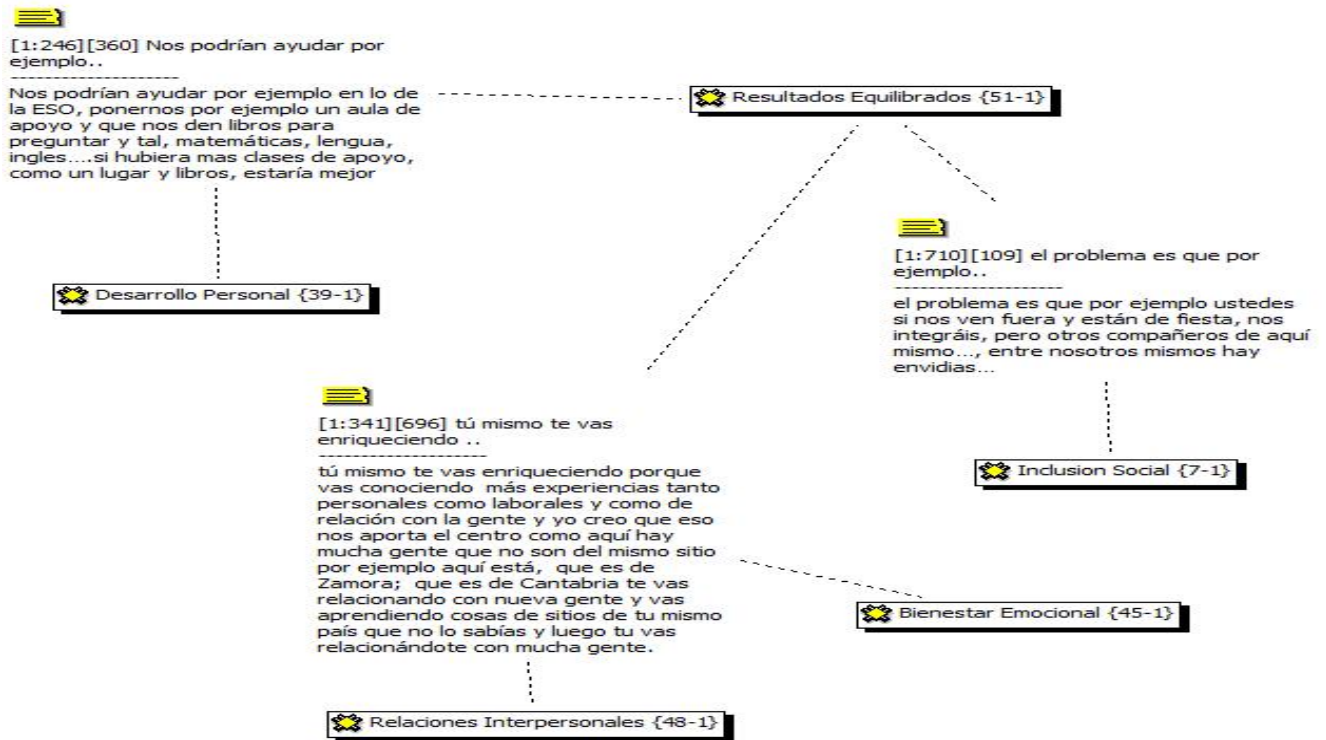 [1:246][360] Nos podrían ayudar por
ejemplo..
--------------------
Nos podrían ayudar por ejemplo en lo de
la ESO, ponernos por ejemplo un aula de
apoyo y que nos den libros para
preguntar y tal, matemáticas, lengua,
ingles....si hubiera mas clases de apoyo,
como un lugar y libros, estaría mejor
Resultados Equilibrados {51-1}
Desarrollo Personal {39-1}
[1:710][109] el problema es que por
ejemplo..
--------------------
el problema es que por ejemplo ustedes
si nos ven fuera y están de fiesta, nos
integráis, pero otros compañeros de aquí
mismo..., entre nosotros mismos hay
envidias...
Inclusion Social {7-1}
[1:341][696] tú mismo te vas
enriqueciendo ..
--------------------
tú mismo te vas enriqueciendo porque
vas conociendo más experiencias tanto
personales como laborales y como de
relación con la gente y yo creo que eso
nos aporta el centro como aquí hay
mucha gente que no son del mismo sitio
por ejemplo aquí está, que es de
Zamora; que es de Cantabria te vas
relacionando con nueva gente y vas
aprendiendo cosas de sitios de tu mismo
país que no lo sabías y luego tu vas
relacionándote con mucha gente.
Bienestar Emocional {45-1}
Relaciones Interpersonales {48-1}